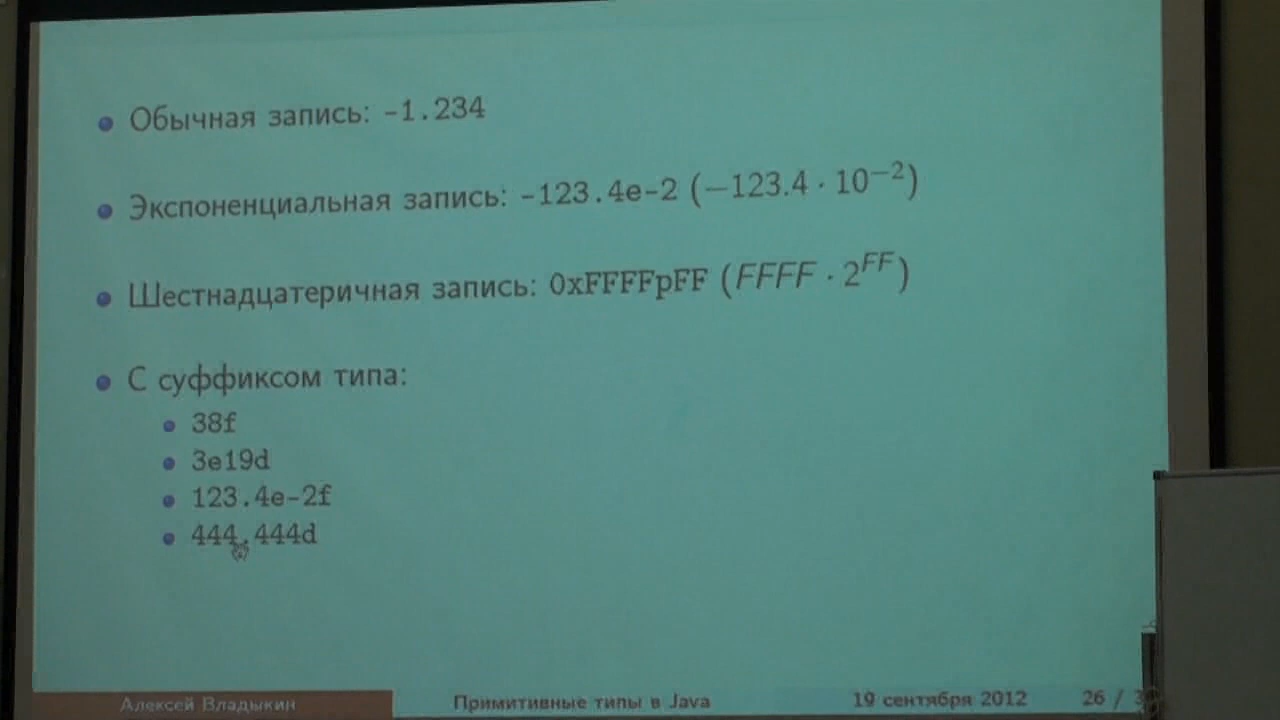 Обычная запись: -1.234
Экспоненциальная запись: -123.4e-2 (−123.4 · 10⁻²)
Шестнадцатеричная запись: 0xFFFFpFF (FFFF · 2^FF)
С суффиксом типа:
38f
3e19d
123.4e-2f
444.444d
Алексей Владыкин Примитивные типы в Java 19 сентября 2012 26 /